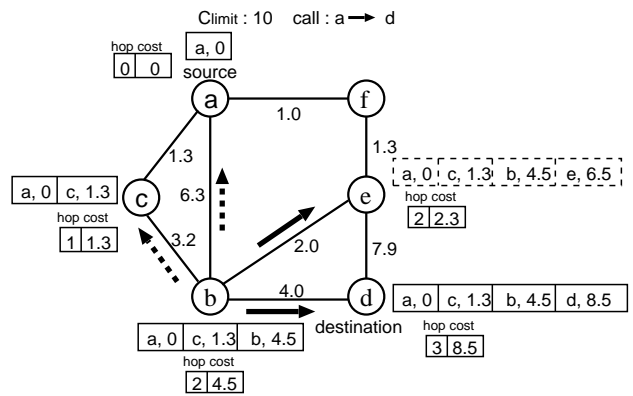 Climit : 10 call : a → d
hop cost
0 0
a, 0
source
a
f
1.0
1.3
6.3
1.3
a, 0 c, 1.3 b, 4.5 e, 6.5
hop cost
2 2.3
a, 0 c, 1.3
c
e
hop cost
1 1.3
3.2
2.0
7.9
4.0
b
d
a, 0 c, 1.3 b, 4.5 d, 8.5
destination
a, 0 c, 1.3 b, 4.5
hop cost
3 8.5
hop cost
2 4.5